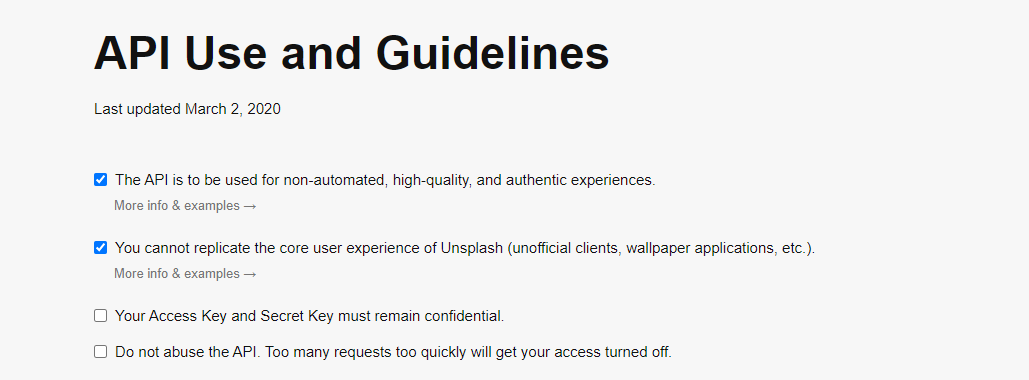 API Use and Guidelines
Last updated March 2, 2020
The API is to be used for non-automated, high-quality, and authentic experiences.
More info & examples →
You cannot replicate the core user experience of Unsplash (unofficial clients, wallpaper applications, etc.).
More info & examples →
Your Access Key and Secret Key must remain confidential.
Do not abuse the API. Too many requests too quickly will get your access turned off.